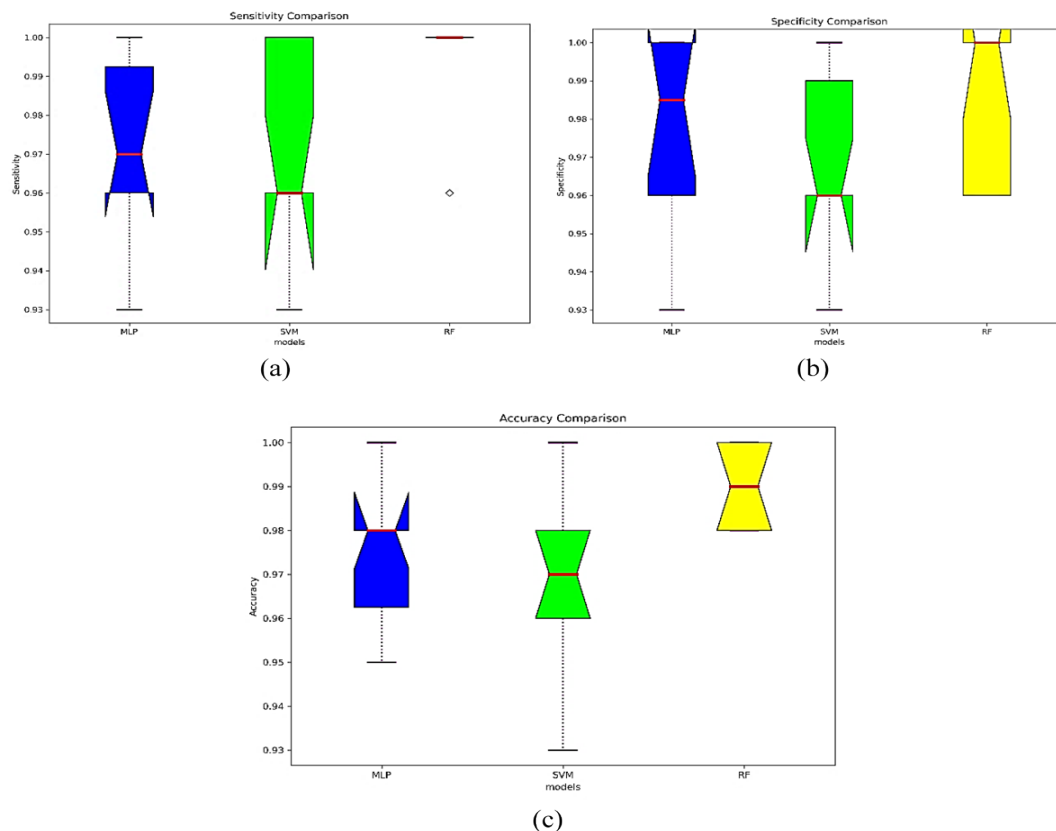 Sensitivity Comparison
1.00
0.99
0.98
0.97
0.96
0.95
0.94
0.93
Sensitivity
MLP
SVM
RF
models
(a)
Specificity Comparison
1.00
0.99
0.98
0.97
0.96
0.95
0.94
0.93
Specificity
MLP
SVM
RF
models
(b)
Accuracy Comparison
1.00
0.99
0.98
0.97
0.96
0.95
0.94
0.93
Accuracy
MLP
SVM
RF
models
(c)